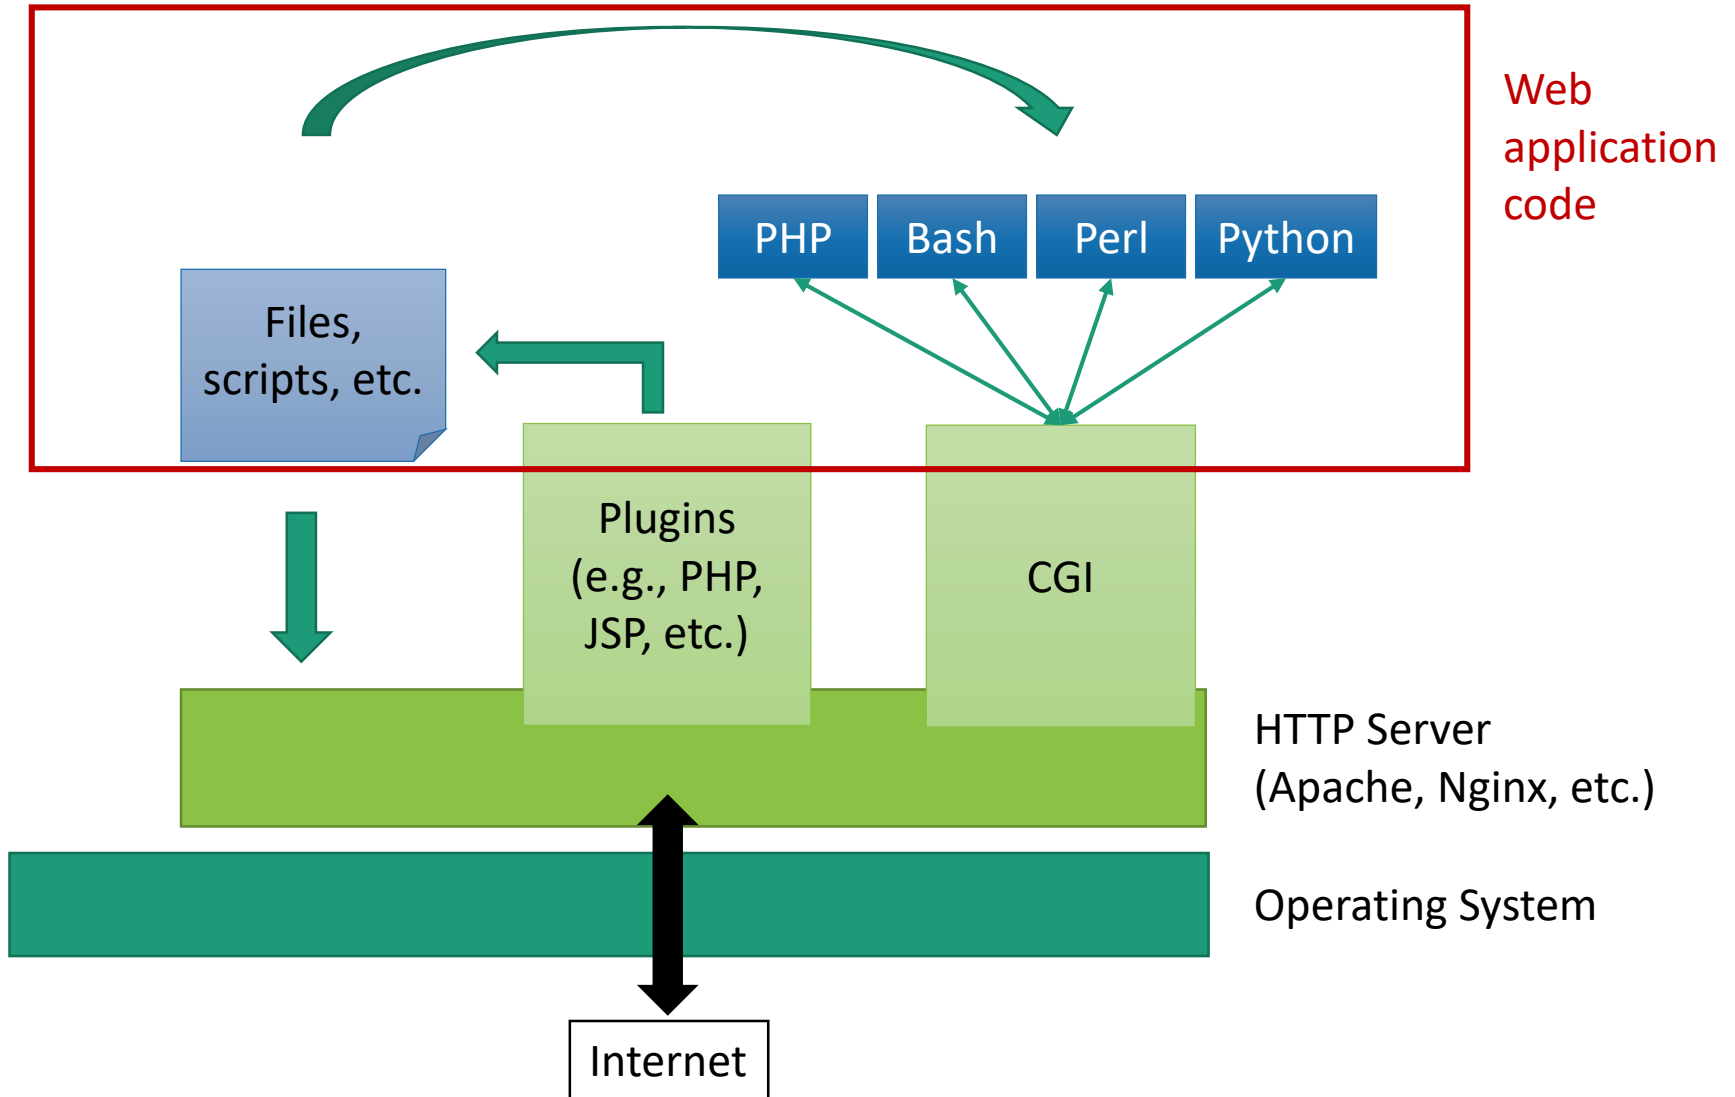 Web
application
code
PHP
Bash
Perl
Python
Files,
scripts, etc.
Plugins
(e.g., PHP,
JSP, etc.)
CGI
HTTP Server
(Apache, Nginx, etc.)
Operating System
Internet